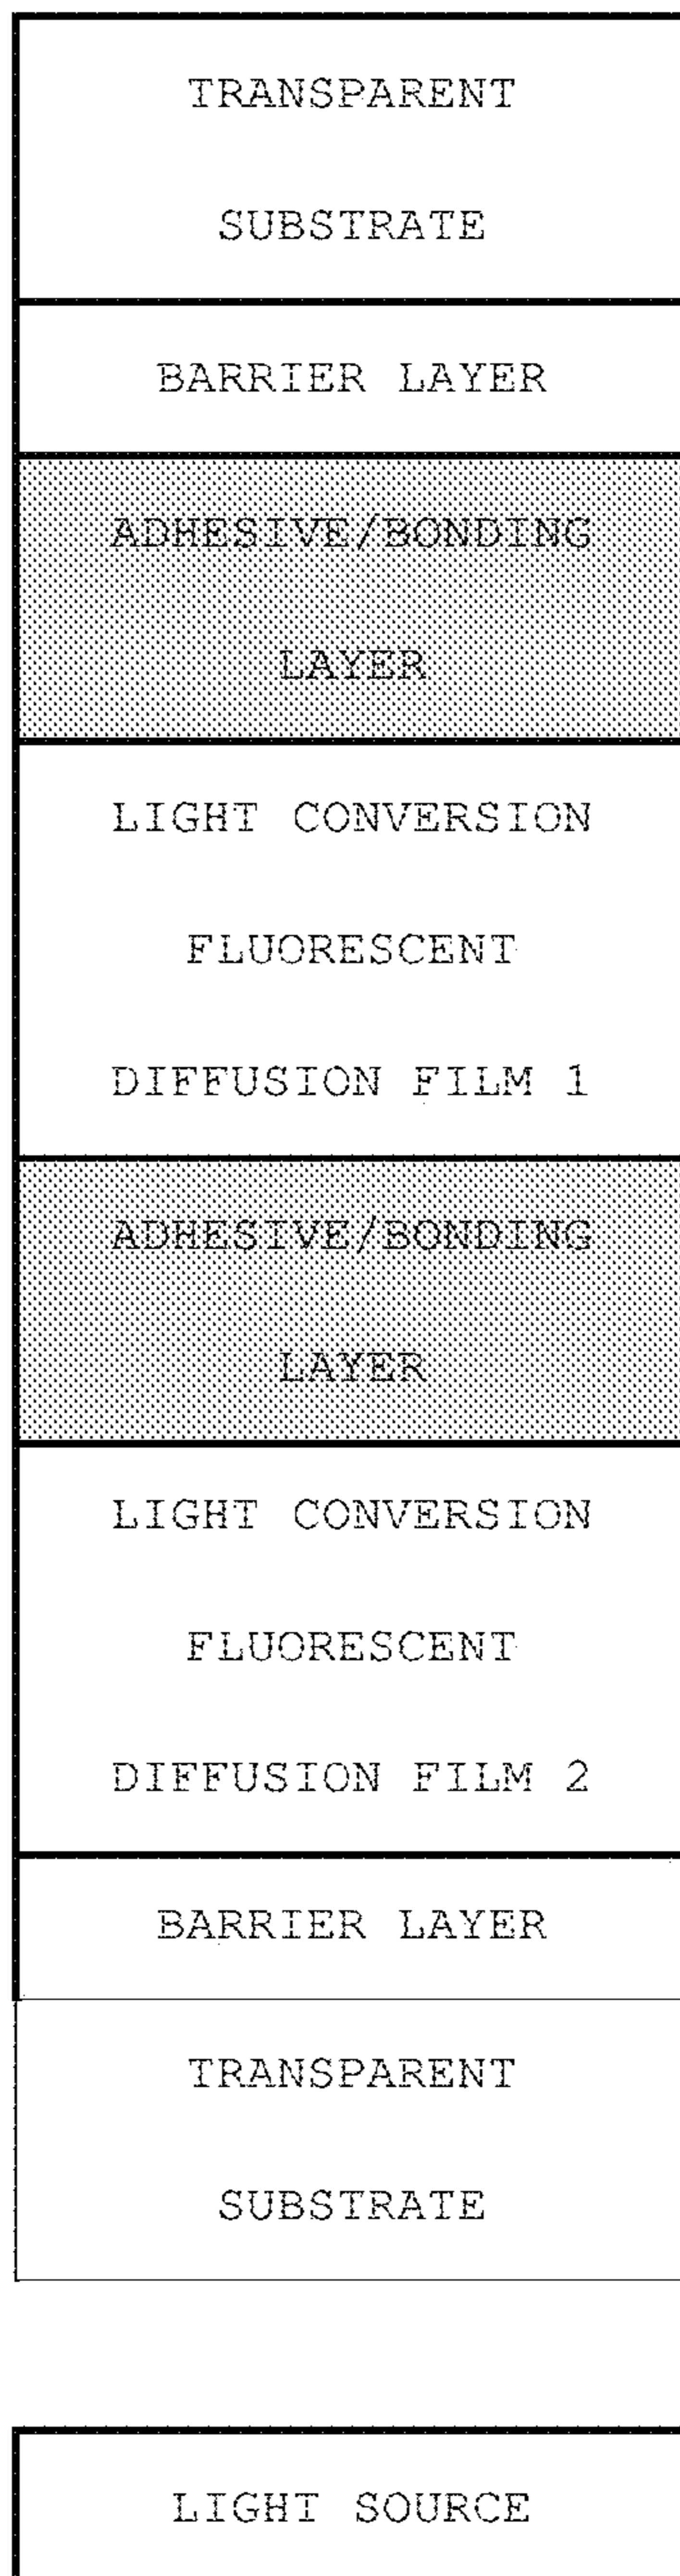 TRANSPARENT
SUBSTRATE
BARRIER LAYER
ADHESIVE/BONDING
LAYER
LIGHT CONVERSION
FLUORESCENT
DIFFUSION FILM 1
ADHESIVE/BONDING
LAYER
LIGHT CONVERSION
FLUORESCENT
DIFFUSION FILM 2
BARRIER LAYER
TRANSPARENT
SUBSTRATE
LIGHT SOURCE